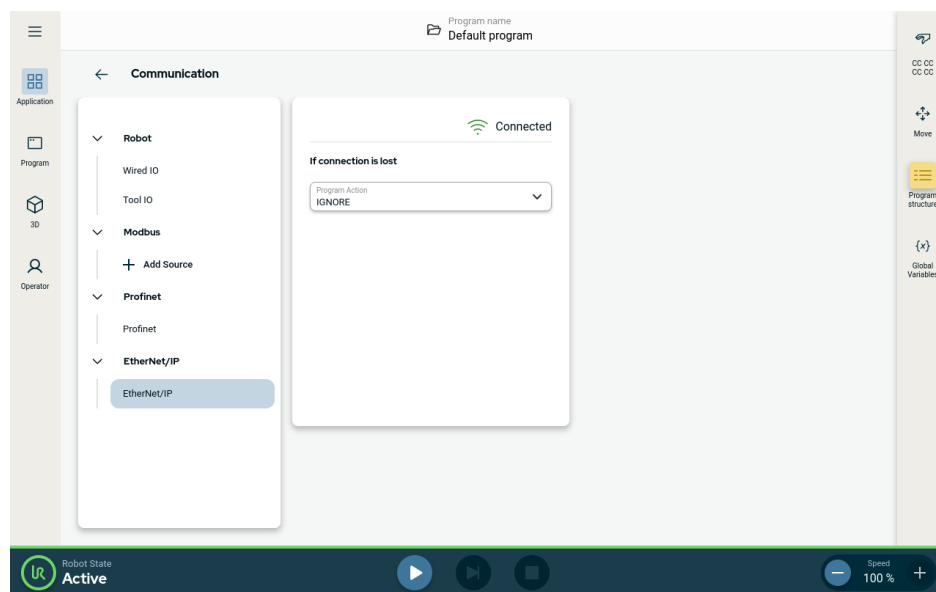 Program name
Default program
Application
Program
3D
Operator
Communication
Robot
Wired IO
Tool IO
Modbus
Add Source
Profinet
Profinet
EtherNet/IP
EtherNet/IP
Connected
If connection is lost
Program Action
IGNORE
CC CC
CC CC
Move
Program
structure
{x}
Global
Variables
UR
Robot State
Active
Speed
100 %